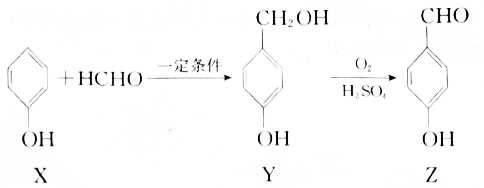 CH₂OH
CHO
+HCHO
一定条件
O₂
H₂SO₄
OH
OH
OH
X
Y
Z